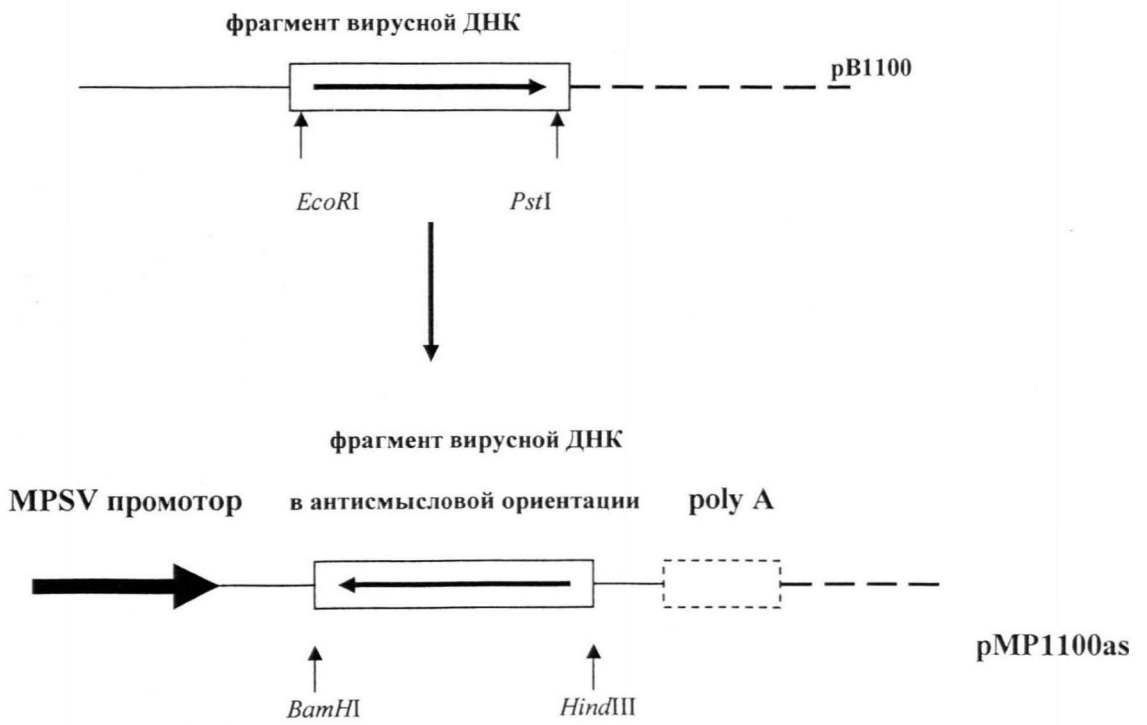 фрагмент вирусной ДНК
pB1100
EcoRI
PstI
фрагмент вирусной ДНК
MPSV промотор
в антисмысловой ориентации
poly A
pMP1100as
BamHI
HindIII